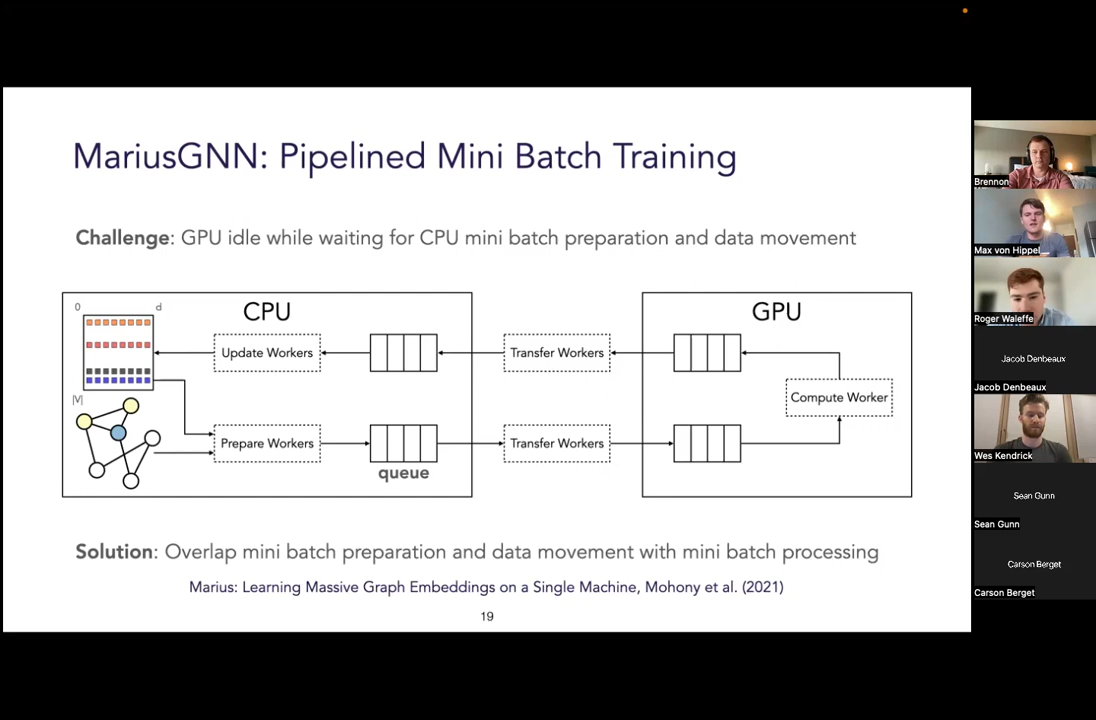 MariusGNN: Pipelined Mini Batch Training
Challenge: GPU idle while waiting for CPU mini batch preparation and data movement
CPU
GPU
0
d
Update Workers
Transfer Workers
Compute Worker
|V|
Prepare Workers
Transfer Workers
queue
Solution: Overlap mini batch preparation and data movement with mini batch processing
Marius: Learning Massive Graph Embeddings on a Single Machine, Mohony et al. (2021)
19
Brennon
Max von Hippel
Roger Waleffe
Jacob Denbeaux
Jacob Denbeaux
Wes Kendrick
Sean Gunn
Sean Gunn
Carson Berget
Carson Berget